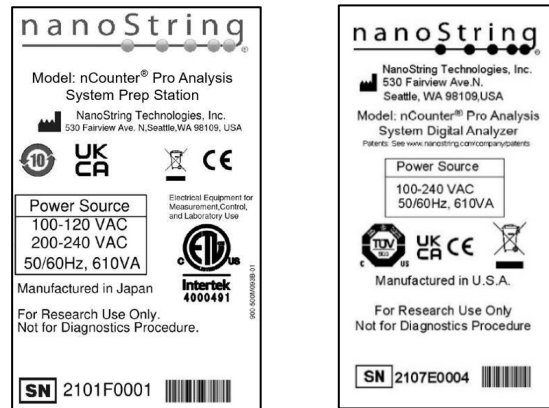 nanoString
®
Model: nCounter® Pro Analysis
System Prep Station
NanoString Technologies, Inc.
530 Fairview Ave. N,Seattle,WA 98109, USA
10
UK
CA
CE
Power Source
100-120 VAC
200-240 VAC
50/60Hz, 610VA
Electrical Equipment for
Measurement,Control,
and Laboratory Use
ETL
C US
Intertek
4000491
Manufactured in Japan
For Research Use Only.
Not for Diagnostics Procedure.
SN 2101F0001
nanoString
®
NanoString Technologies, Inc.
530 Fairview Ave.N.
Seattle, WA 98109,USA
Model: nCounter® Pro Analysis
System Digital Analyzer
Patents: See www.nanostring.com/company/patents
Power Source
100-240 VAC
50/60Hz, 610VA
TÜV
C US
UK
CA
CE
Manufactured in U.S.A.
For Research Use Only
Not for Diagnostics Procedure
SN 2107E0004